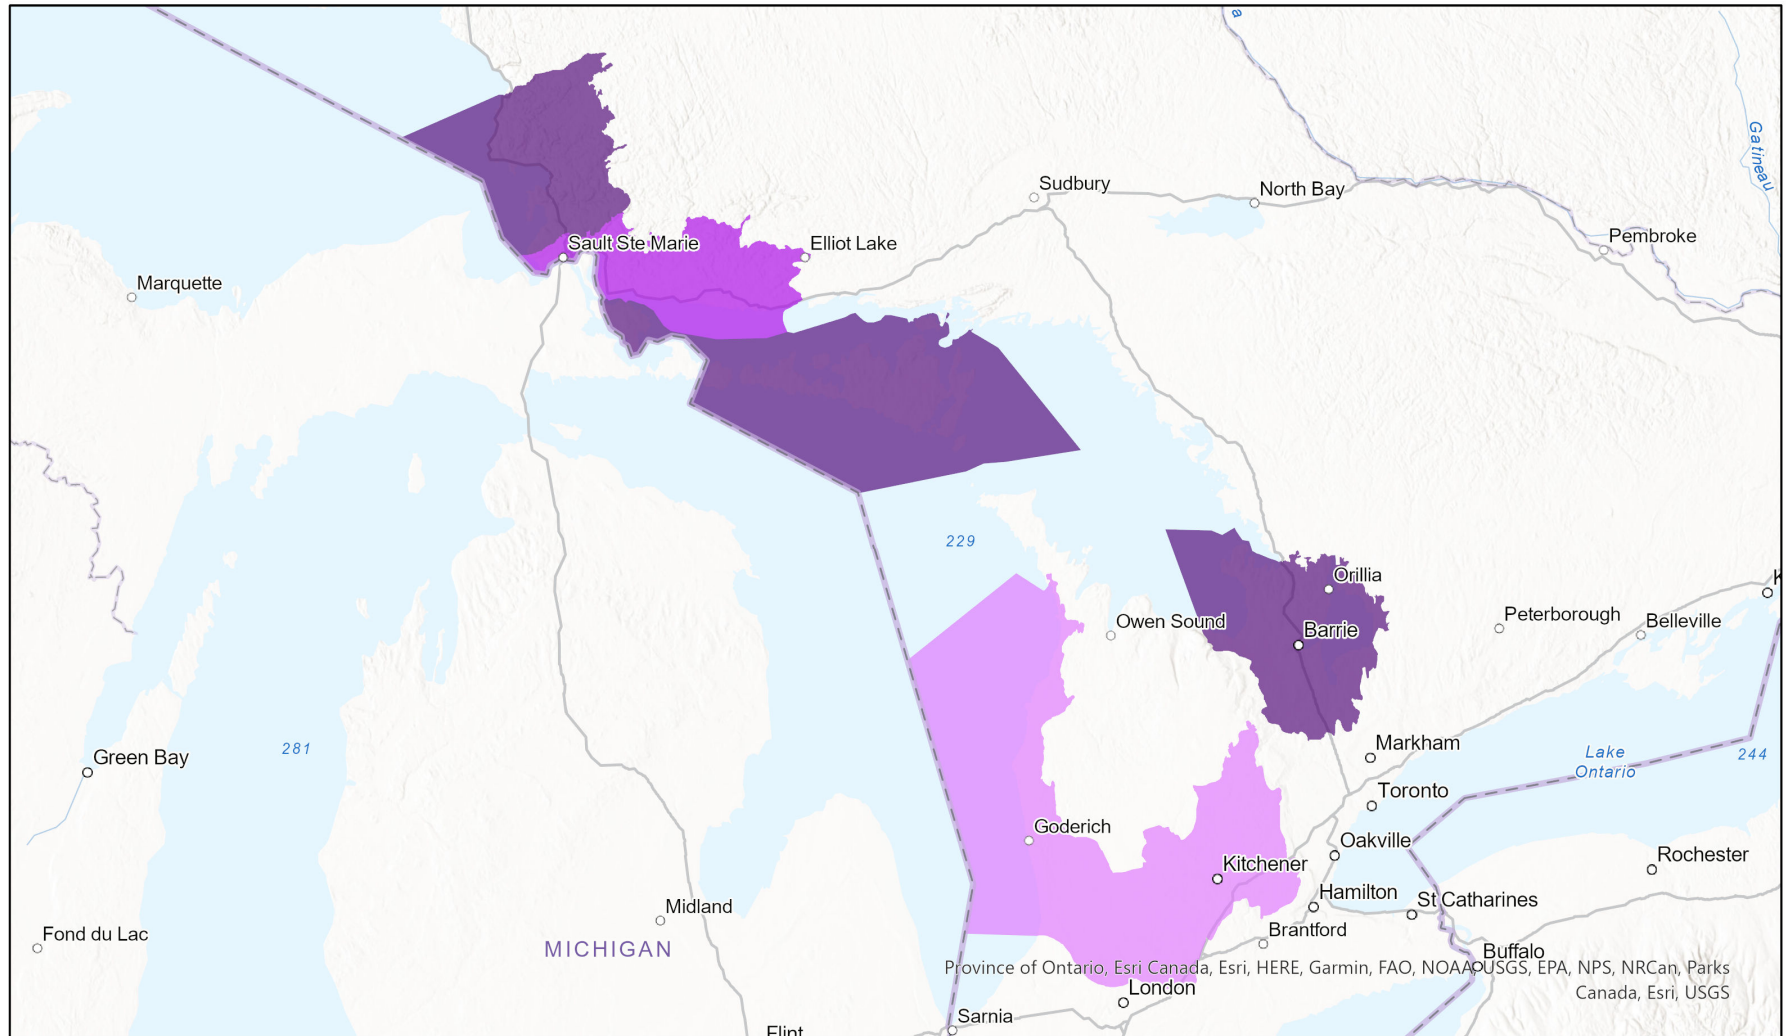 a
Gatineau
Sudbury
North Bay
Pembroke
Sault Ste Marie
Elliot Lake
Marquette
229
Orillia
Owen Sound
Barrie
Peterborough
Belleville
K
281
Green Bay
Markham
Lake
Ontario
244
Toronto
Goderich
Oakville
Kitchener
Rochester
Hamilton
St Catharines
Midland
Brantford
Fond du Lac
MICHIGAN
Buffalo
Province of Ontario, Esri Canada, Esri, HERE, Garmin, FAO, NOAA, USGS, EPA, NPS, NRCan, Parks
Canada, Esri, USGS
London
Sarnia
Flint